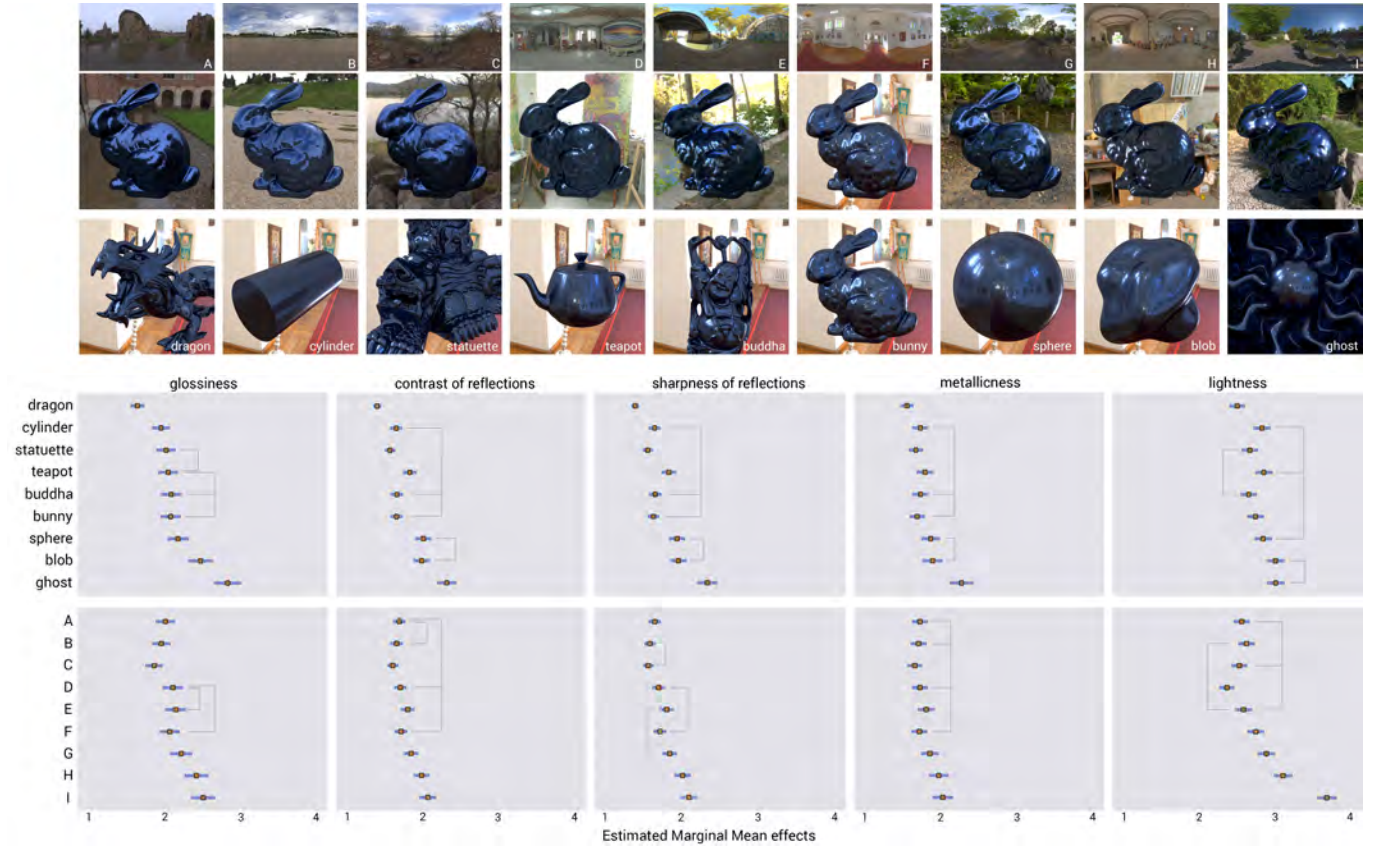 A B C D E F G H I
dragon cylinder statuette teapot buddha bunny sphere blob ghost
glossiness contrast of reflections sharpness of reflections metallicness lightness
dragon
cylinder
statuette
teapot
buddha
bunny
sphere
blob
ghost
A
B
C
D
E
F
G
H
I
1 2 3 4 1 2 3 4 1 2 3 4 1 2 3 4 1 2 3 4
Estimated Marginal Mean effects